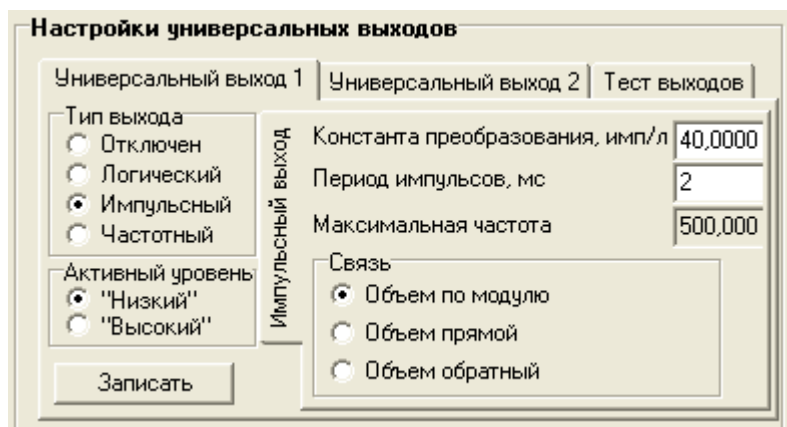 Настройки универсальных выходов
Универсальный выход 1
Универсальный выход 2
Тест выходов
Тип выхода
Отключен
Логический
Импульсный
Частотный
Активный уровень
"Низкий"
"Высокий"
Записать
Импульсный выход
Константа преобразования, имп/л 40,0000
Период импульсов, мс 2
Максимальная частота 500,000
Связь
Объем по модулю
Объем прямой
Объем обратный